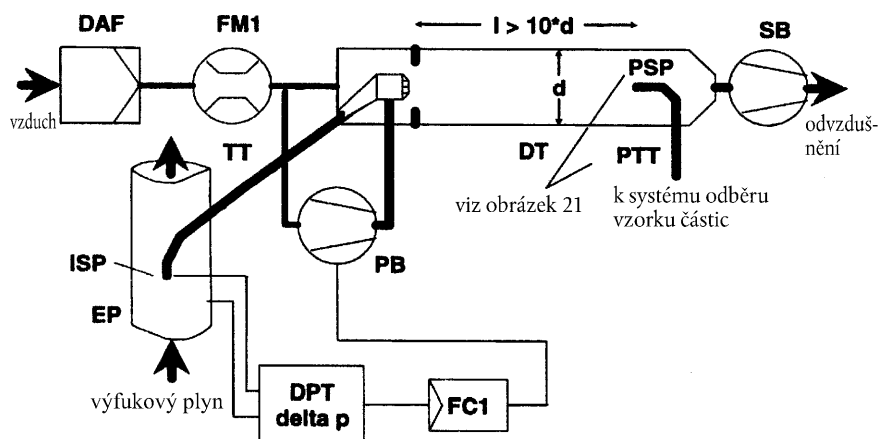 DAF
FM1
l > 10*d
SB
vzduch
d
PSP
odvzduš-
nění
TT
DT
PTT
viz obrázek 21
k systému odběru
vzorku částic
ISP
PB
EP
výfukový plyn
DPT
delta p
FC1